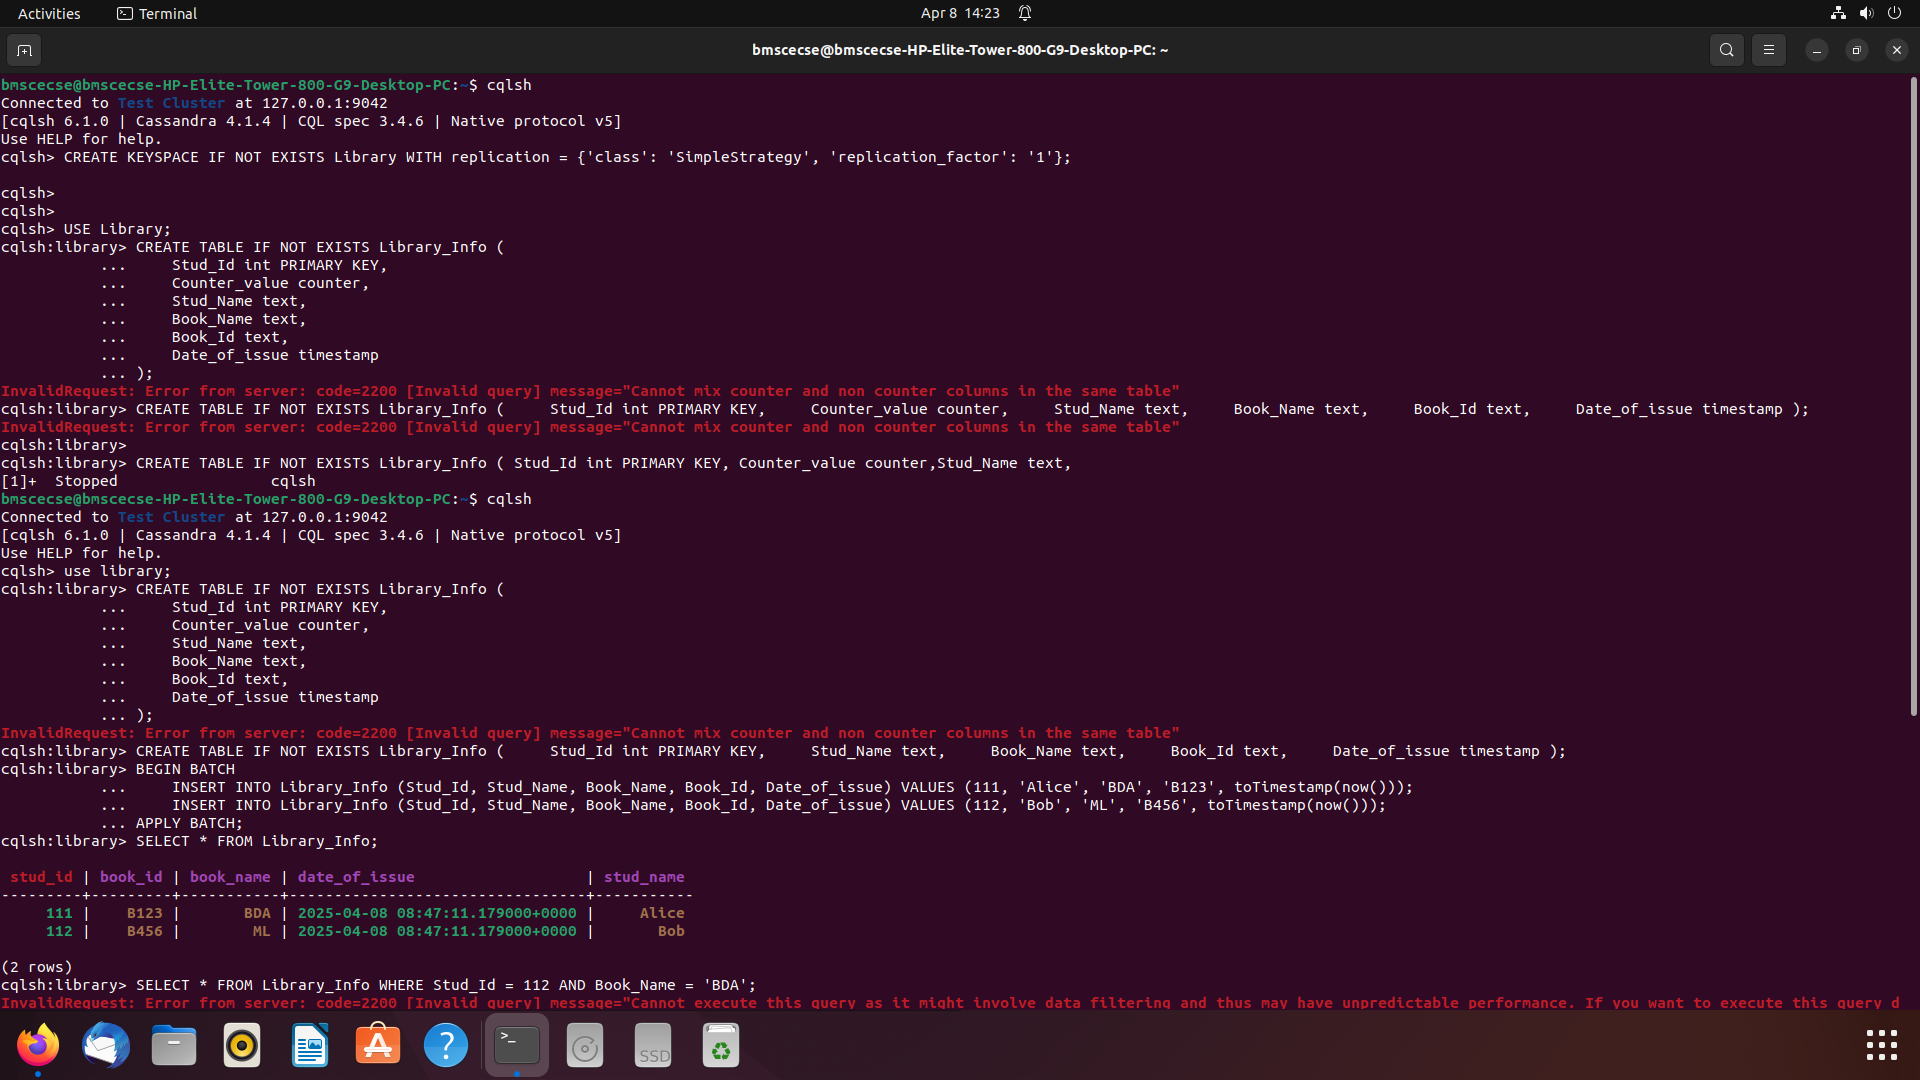 Activities
Terminal
Apr 8 14:23
bmscecse@bmscecse-HP-Elite-Tower-800-G9-Desktop-PC: ~
bmscecse@bmscecse-HP-Elite-Tower-800-G9-Desktop-PC:~$ cqlsh
Connected to Test Cluster at 127.0.0.1:9042
[cqlsh 6.1.0 | Cassandra 4.1.4 | CQL spec 3.4.6 | Native protocol v5]
Use HELP for help.
cqlsh> CREATE KEYSPACE IF NOT EXISTS Library WITH replication = {'class': 'SimpleStrategy', 'replication_factor': '1'};
cqlsh>
cqlsh>
cqlsh> USE Library;
cqlsh:library> CREATE TABLE IF NOT EXISTS Library_Info (
...     Stud_Id int PRIMARY KEY,
...     Counter_value counter,
...     Stud_Name text,
...     Book_Name text,
...     Book_Id text,
...     Date_of_issue timestamp
... );
InvalidRequest: Error from server: code=2200 [Invalid query] message="Cannot mix counter and non counter columns in the same table"
cqlsh:library> CREATE TABLE IF NOT EXISTS Library_Info (     Stud_Id int PRIMARY KEY,     Counter_value counter,     Stud_Name text,     Book_Name text,     Book_Id text,     Date_of_issue timestamp );
InvalidRequest: Error from server: code=2200 [Invalid query] message="Cannot mix counter and non counter columns in the same table"
cqlsh:library>
cqlsh:library> CREATE TABLE IF NOT EXISTS Library_Info ( Stud_Id int PRIMARY KEY, Counter_value counter,Stud_Name text,
[1]+  Stopped                 cqlsh
bmscecse@bmscecse-HP-Elite-Tower-800-G9-Desktop-PC:~$ cqlsh
Connected to Test Cluster at 127.0.0.1:9042
[cqlsh 6.1.0 | Cassandra 4.1.4 | CQL spec 3.4.6 | Native protocol v5]
Use HELP for help.
cqlsh> use library;
cqlsh:library> CREATE TABLE IF NOT EXISTS Library_Info (
...     Stud_Id int PRIMARY KEY,
...     Counter_value counter,
...     Stud_Name text,
...     Book_Name text,
...     Book_Id text,
...     Date_of_issue timestamp
... );
InvalidRequest: Error from server: code=2200 [Invalid query] message="Cannot mix counter and non counter columns in the same table"
cqlsh:library> CREATE TABLE IF NOT EXISTS Library_Info (     Stud_Id int PRIMARY KEY,     Stud_Name text,     Book_Name text,     Book_Id text,     Date_of_issue timestamp );
cqlsh:library> BEGIN BATCH
...     INSERT INTO Library_Info (Stud_Id, Stud_Name, Book_Name, Book_Id, Date_of_issue) VALUES (111, 'Alice', 'BDA', 'B123', toTimestamp(now()));
...     INSERT INTO Library_Info (Stud_Id, Stud_Name, Book_Name, Book_Id, Date_of_issue) VALUES (112, 'Bob', 'ML', 'B456', toTimestamp(now()));
... APPLY BATCH;
cqlsh:library> SELECT * FROM Library_Info;
stud_id | book_id | book_name | date_of_issue                   | stud_name
---------+---------+-----------+---------------------------------+-----------
111 |    B123 |       BDA | 2025-04-08 08:47:11.179000+0000 |     Alice
112 |    B456 |        ML | 2025-04-08 08:47:11.179000+0000 |       Bob
(2 rows)
cqlsh:library> SELECT * FROM Library_Info WHERE Stud_Id = 112 AND Book_Name = 'BDA';
InvalidRequest: Error from server: code=2200 [Invalid query] message="Cannot execute this query as it might involve data filtering and thus may have unpredictable performance. If you want to execute this query d
SSD